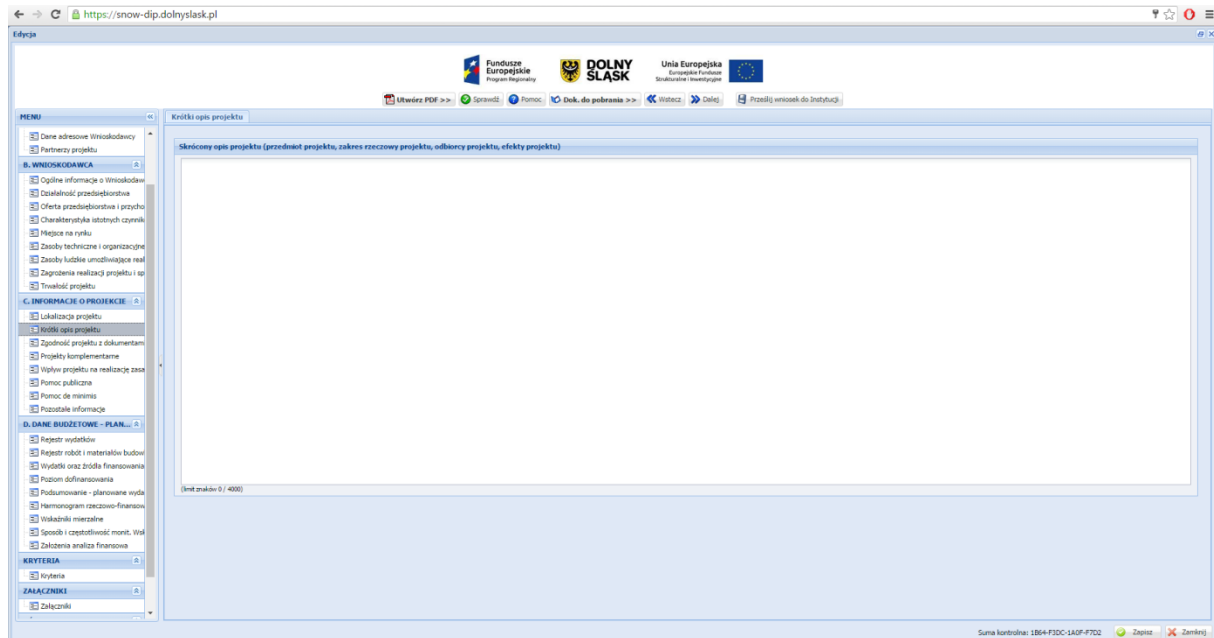 https://snow-dip.dolnyslask.pl
Edycja
Fundusze
Europejskie
Program Regionalny
DOLNY
ŚLĄSK
Unia Europejska
Europejskie Fundusze
Strukturalne i Inwestycyjne
Utwórz PDF >> Sprawdź Pomoc Dok. do pobrania >> Wstecz Dalej Prześlij wniosek do Instytucji
MENU
Dane adresowe Wnioskodawcy
Partnerzy projektu
B. WNIOSKODAWCA
Ogólne informacje o Wnioskodaw
Działalność przedsiębiorstwa
Oferta przedsiębiorstwa i przycho
Charakterystyka istotnych czynnik
Miejsce na rynku
Zasoby techniczne i organizacyjne
Zasoby ludzkie umożliwiające real
Zagrożenia realizacji projektu i sp
Trwałość projektu
C. INFORMACJE O PROJEKCIE
Lokalizacja projektu
Krótki opis projektu
Zgodność projektu z dokumentam
Projekty komplementarne
Wpływ projektu na realizację zasa
Pomoc publiczna
Pomoc de minimis
Pozostałe informacje
D. DANE BUDŻETOWE - PLAN...
Rejestr wydatków
Rejestr robót i materiałów budow
Wydatki oraz źródła finansowania
Poziom dofinansowania
Podsumowanie - planowane wyda
Harmonogram rzeczowo-finansow
Wskaźniki mierzalne
Sposób i częstotliwość monit. Wsk
Założenia analiza finansowa
KRYTERIA
Kryteria
ZAŁĄCZNIKI
Załączniki
Krótki opis projektu
Skrócony opis projektu (przedmiot projektu, zakres rzeczowy projektu, odbiorcy projektu, efekty projektu)
(limit znaków 0 / 4000)
Suma kontrolna: 1B64-F3DC-1A0F-F7D2 Zapisz Zamknij